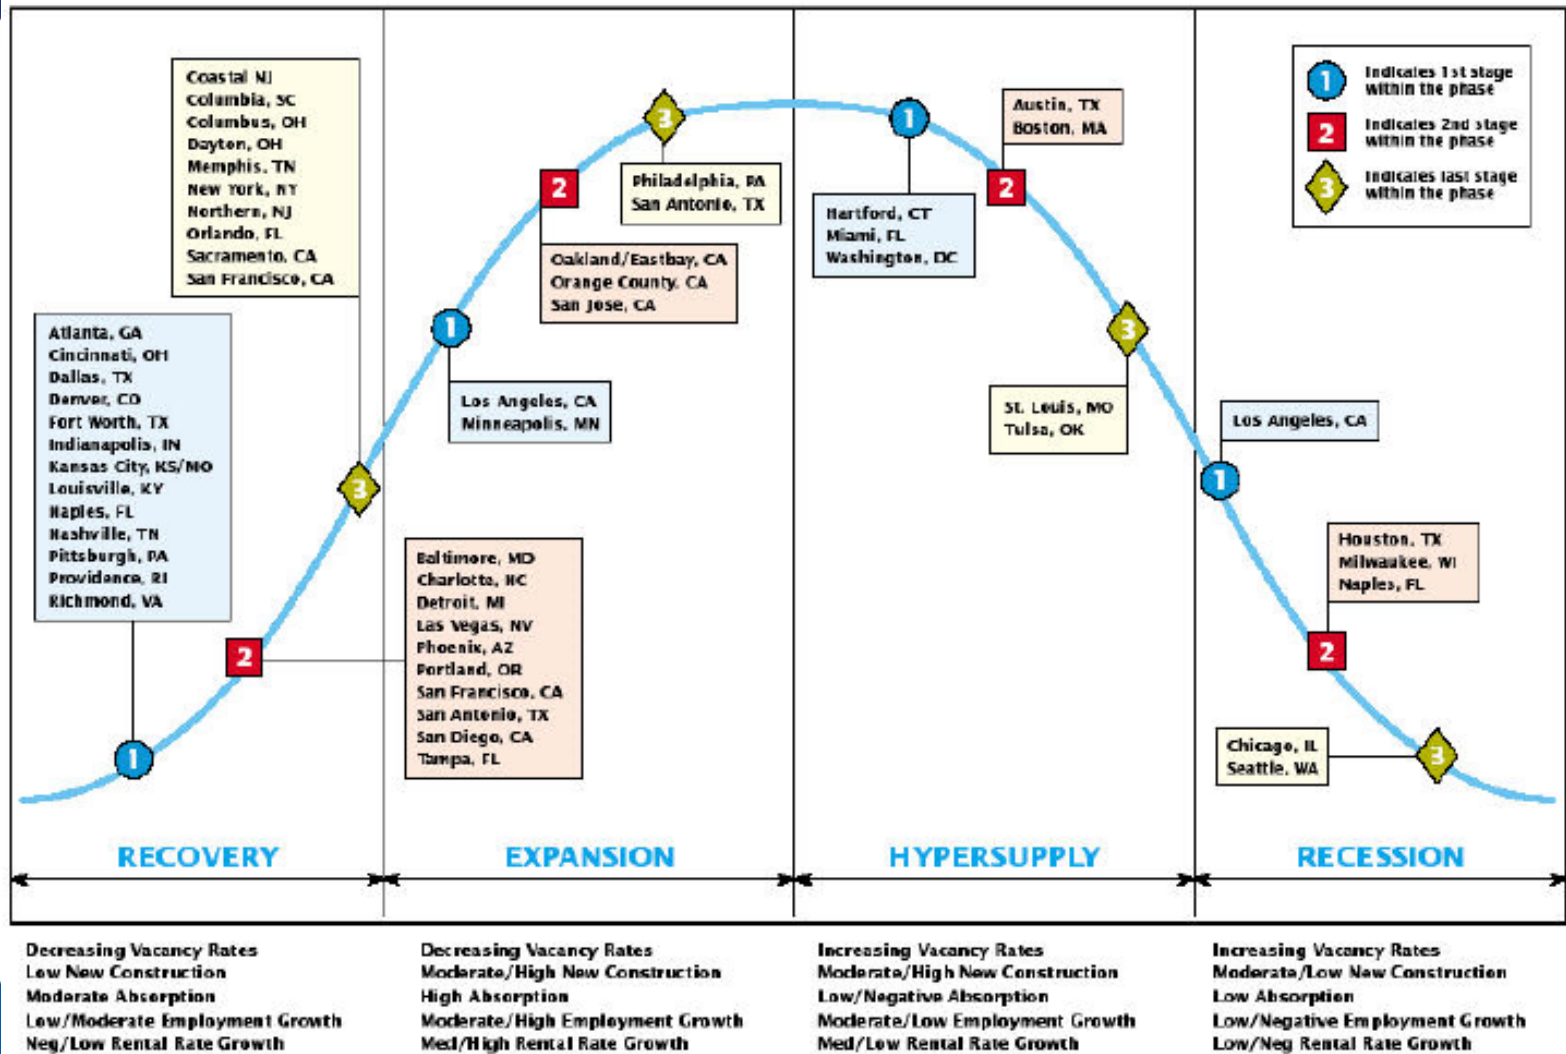 Coastal NJ
Columbia, SC
Columbus, OH
Dayton, OH
Memphis, TN
New York, NY
Northern, NJ
Orlando, FL
Sacramento, CA
San Francisco, CA
Atlanta, GA
Cincinnati, OH
Dallas, TX
Denver, CO
Fort Worth, TX
Indianapolis, IN
Kansas City, KS/MO
Louisville, KY
Naples, FL
Nashville, TN
Pittsburgh, PA
Providence, RI
Richmond, VA
1
2
3
Baltimore, MD
Charlotte, NC
Detroit, MI
Las Vegas, NV
Phoenix, AZ
Portland, OR
San Francisco, CA
San Antonio, TX
San Diego, CA
Tampa, FL
1
Los Angeles, CA
Minneapolis, MN
2
Oakland/Eastbay, CA
Orange County, CA
San Jose, CA
3
Philadelphia, PA
San Antonio, TX
1
Hartford, CT
Miami, FL
Washington, DC
2
Austin, TX
Boston, MA
3
St. Louis, MO
Tulsa, OK
1
Los Angeles, CA
2
Houston, TX
Milwaukee, WI
Naples, FL
3
Chicago, IL
Seattle, WA
1 Indicates 1st stage
within the phase
2 Indicates 2nd stage
within the phase
3 Indicates last stage
within the phase
RECOVERY
EXPANSION
HYPERSUPPLY
RECESSION
Decreasing Vacancy Rates
Low New Construction
Moderate Absorption
Low/Moderate Employment Growth
Neg/Low Rental Rate Growth
Decreasing Vacancy Rates
Moderate/High New Construction
High Absorption
Moderate/High Employment Growth
Med/High Rental Rate Growth
Increasing Vacancy Rates
Moderate/High New Construction
Low/Negative Absorption
Moderate/Low Employment Growth
Med/Low Rental Rate Growth
Increasing Vacancy Rates
Moderate/Low New Construction
Low Absorption
Low/Negative Employment Growth
Low/Neg Rental Rate Growth